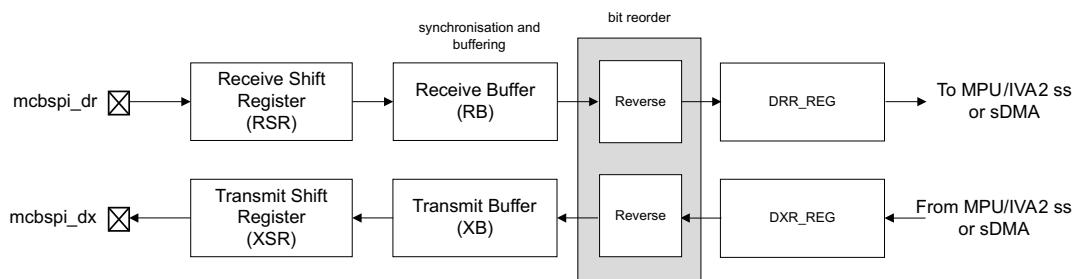 bit reorder
synchronisation and
buffering
mcbspi_dr
Receive Shift
Register
(RSR)
Receive Buffer
(RB)
Reverse
DRR_REG
To MPU/IVA2 ss
or sDMA
mcbspi_dx
Transmit Shift
Register
(XSR)
Transmit Buffer
(XB)
Reverse
DXR_REG
From MPU/IVA2 ss
or sDMA